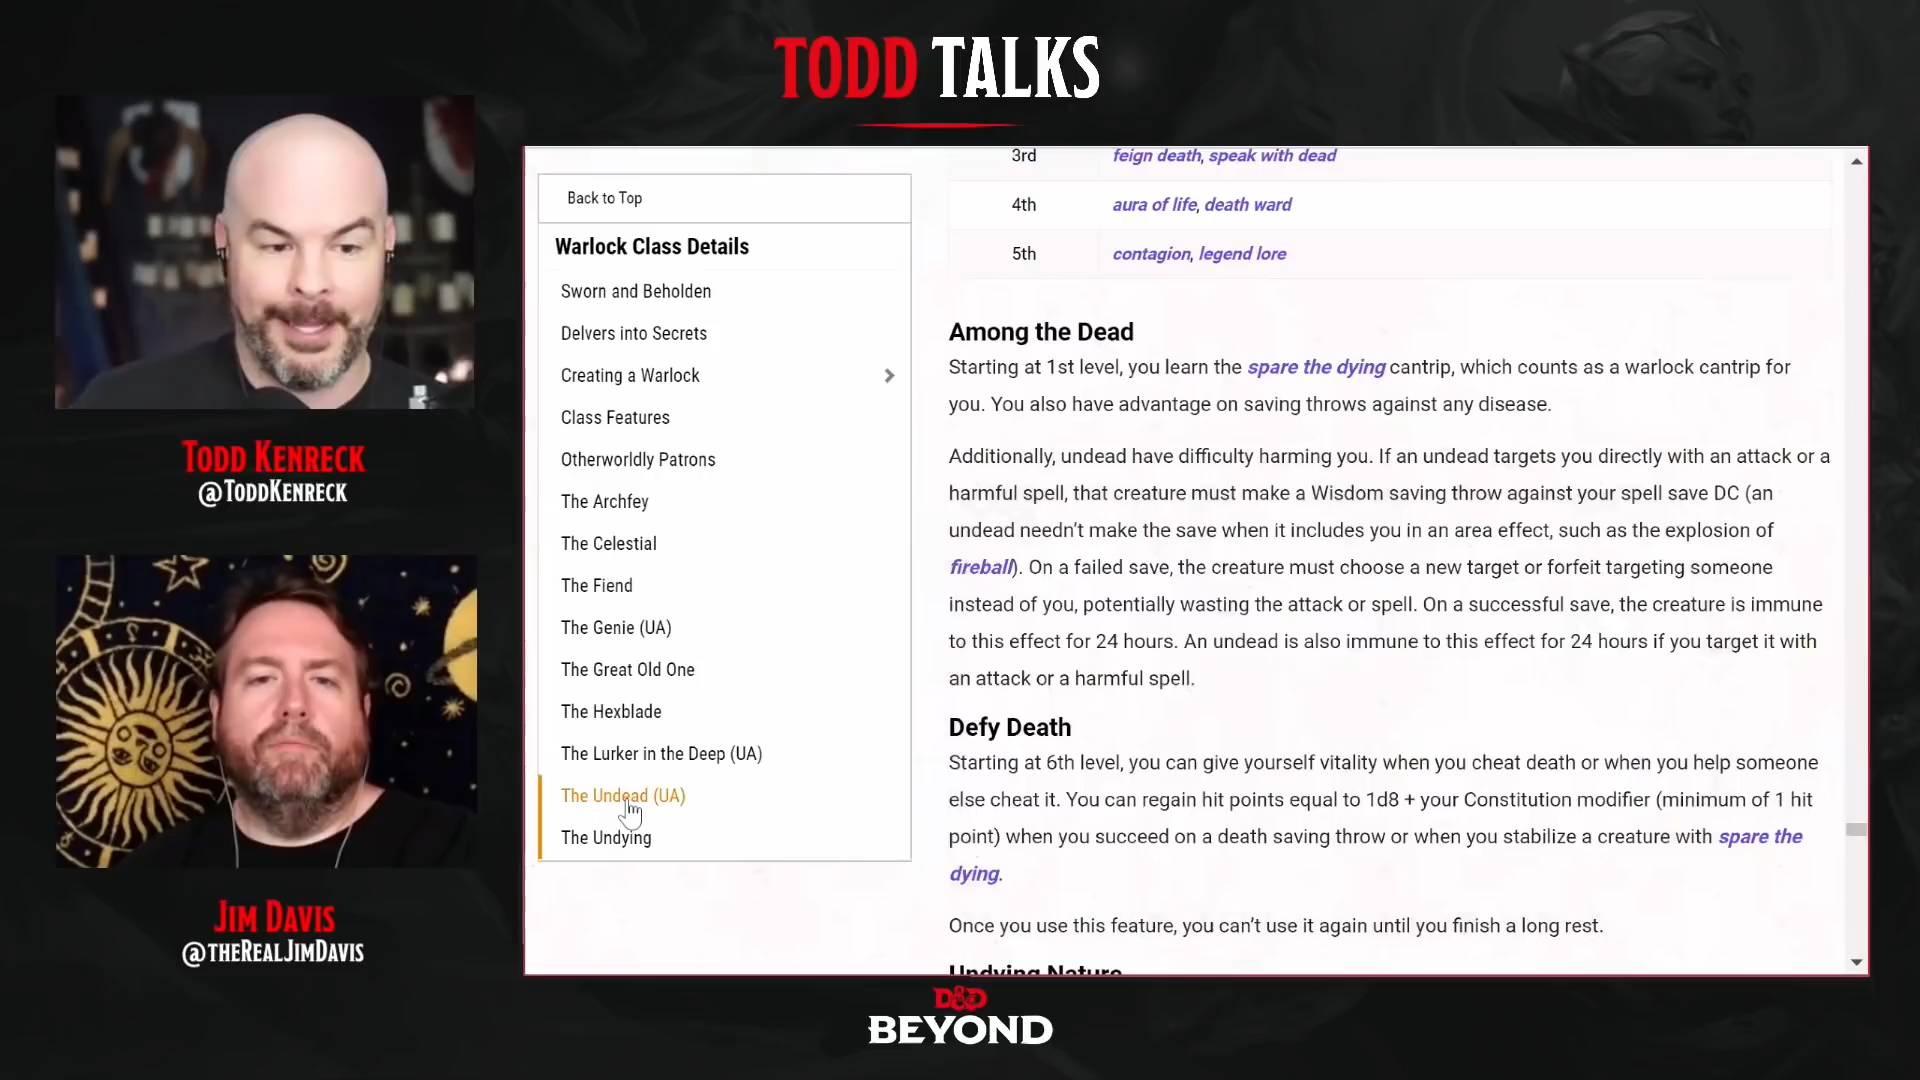 TODD TALKS
TODD KENRECK
@TODDKENRECK
JIM DAVIS
@THEREALJIMDAVIS
Back to Top
Warlock Class Details
Sworn and Beholden
Delvers into Secrets
Creating a Warlock
Class Features
Otherworldly Patrons
The Archfey
The Celestial
The Fiend
The Genie (UA)
The Great Old One
The Hexblade
The Lurker in the Deep (UA)
The Undead (UA)
The Undying
3rd feign death, speak with dead
4th aura of life, death ward
5th contagion, legend lore
Among the Dead
Starting at 1st level, you learn the spare the dying cantrip, which counts as a warlock cantrip for
you. You also have advantage on saving throws against any disease.
Additionally, undead have difficulty harming you. If an undead targets you directly with an attack or a
harmful spell, that creature must make a Wisdom saving throw against your spell save DC (an
undead needn't make the save when it includes you in an area effect, such as the explosion of
fireball). On a failed save, the creature must choose a new target or forfeit targeting someone
instead of you, potentially wasting the attack or spell. On a successful save, the creature is immune
to this effect for 24 hours. An undead is also immune to this effect for 24 hours if you target it with
an attack or a harmful spell.
Defy Death
Starting at 6th level, you can give yourself vitality when you cheat death or when you help someone
else cheat it. You can regain hit points equal to 1d8 + your Constitution modifier (minimum of 1 hit
point) when you succeed on a death saving throw or when you stabilize a creature with spare the
dying.
Once you use this feature, you can't use it again until you finish a long rest.
Undying Nature
D&D
BEYOND